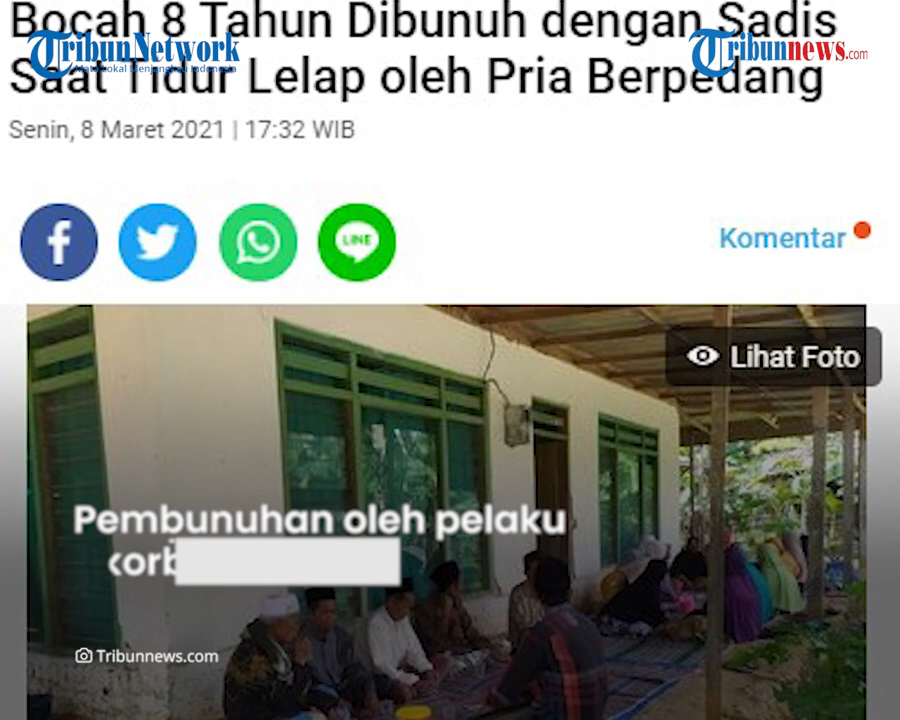 Bocah 8 Tahun Dibunuh dengan Sadis
Saat Tidur Lelap oleh Pria Berpedang
TribunNetwork
Tribunnews.com
Senin, 8 Maret 2021 | 17:32 WIB
LINE
Komentar
Lihat Foto
Pembunuhan oleh pelaku
Tribunnews.com